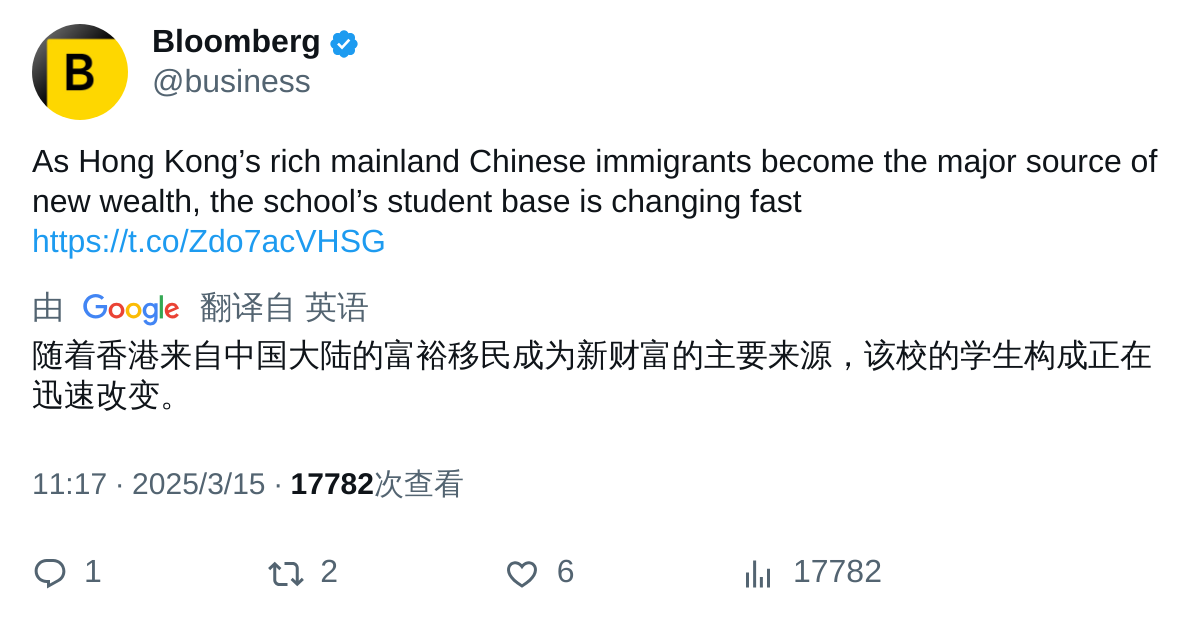 B
Bloomberg
@business
As Hong Kong’s rich mainland Chinese immigrants become the major source of
new wealth, the school’s student base is changing fast
https://t.co/Zdo7acVHSG
由 Google 翻译自 英语
随着香港来自中国大陆的富裕移民成为新财富的主要来源，该校的学生构成正在
迅速改变。
11:17 · 2025/3/15 · 17782次查看
1 2 6 17782